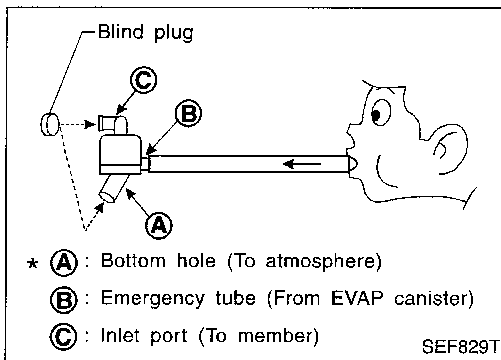 Blind plug
C
B
A
* A : Bottom hole (To atmosphere)
B : Emergency tube (From EVAP canister)
C : Inlet port (To member)
SEF829T